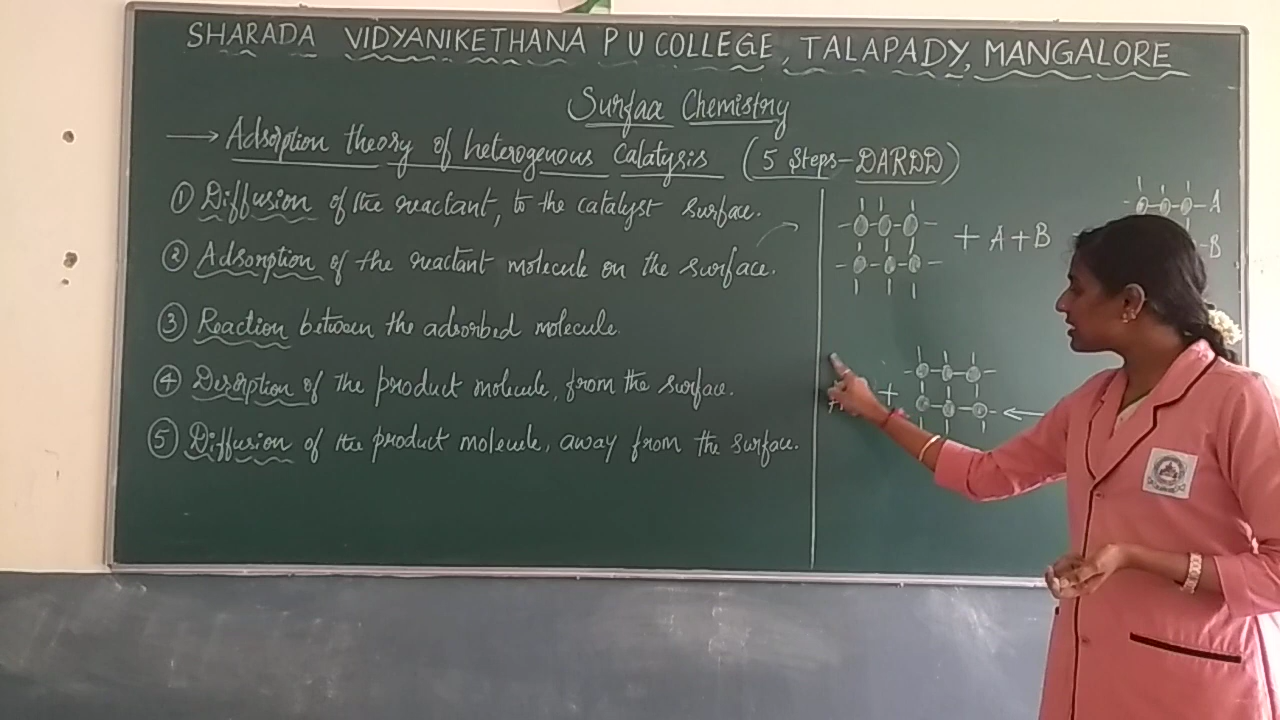 SHARADA VIDYANIKETHANA P U COLLEGE, TALAPADY, MANGALORE
Surface Chemistry
→ Adsorption theory of heterogenous Catalysis (5 Steps-DARDD)
① Diffusion of the reactant, to the catalyst surface.
② Adsorption of the reactant molecule on the surface.
③ Reaction between the adsorbed molecule.
④ Desorption of the product molecule, from the surface.
⑤ Diffusion of the product molecule, away from the surface.
+ A+B
A
B
+